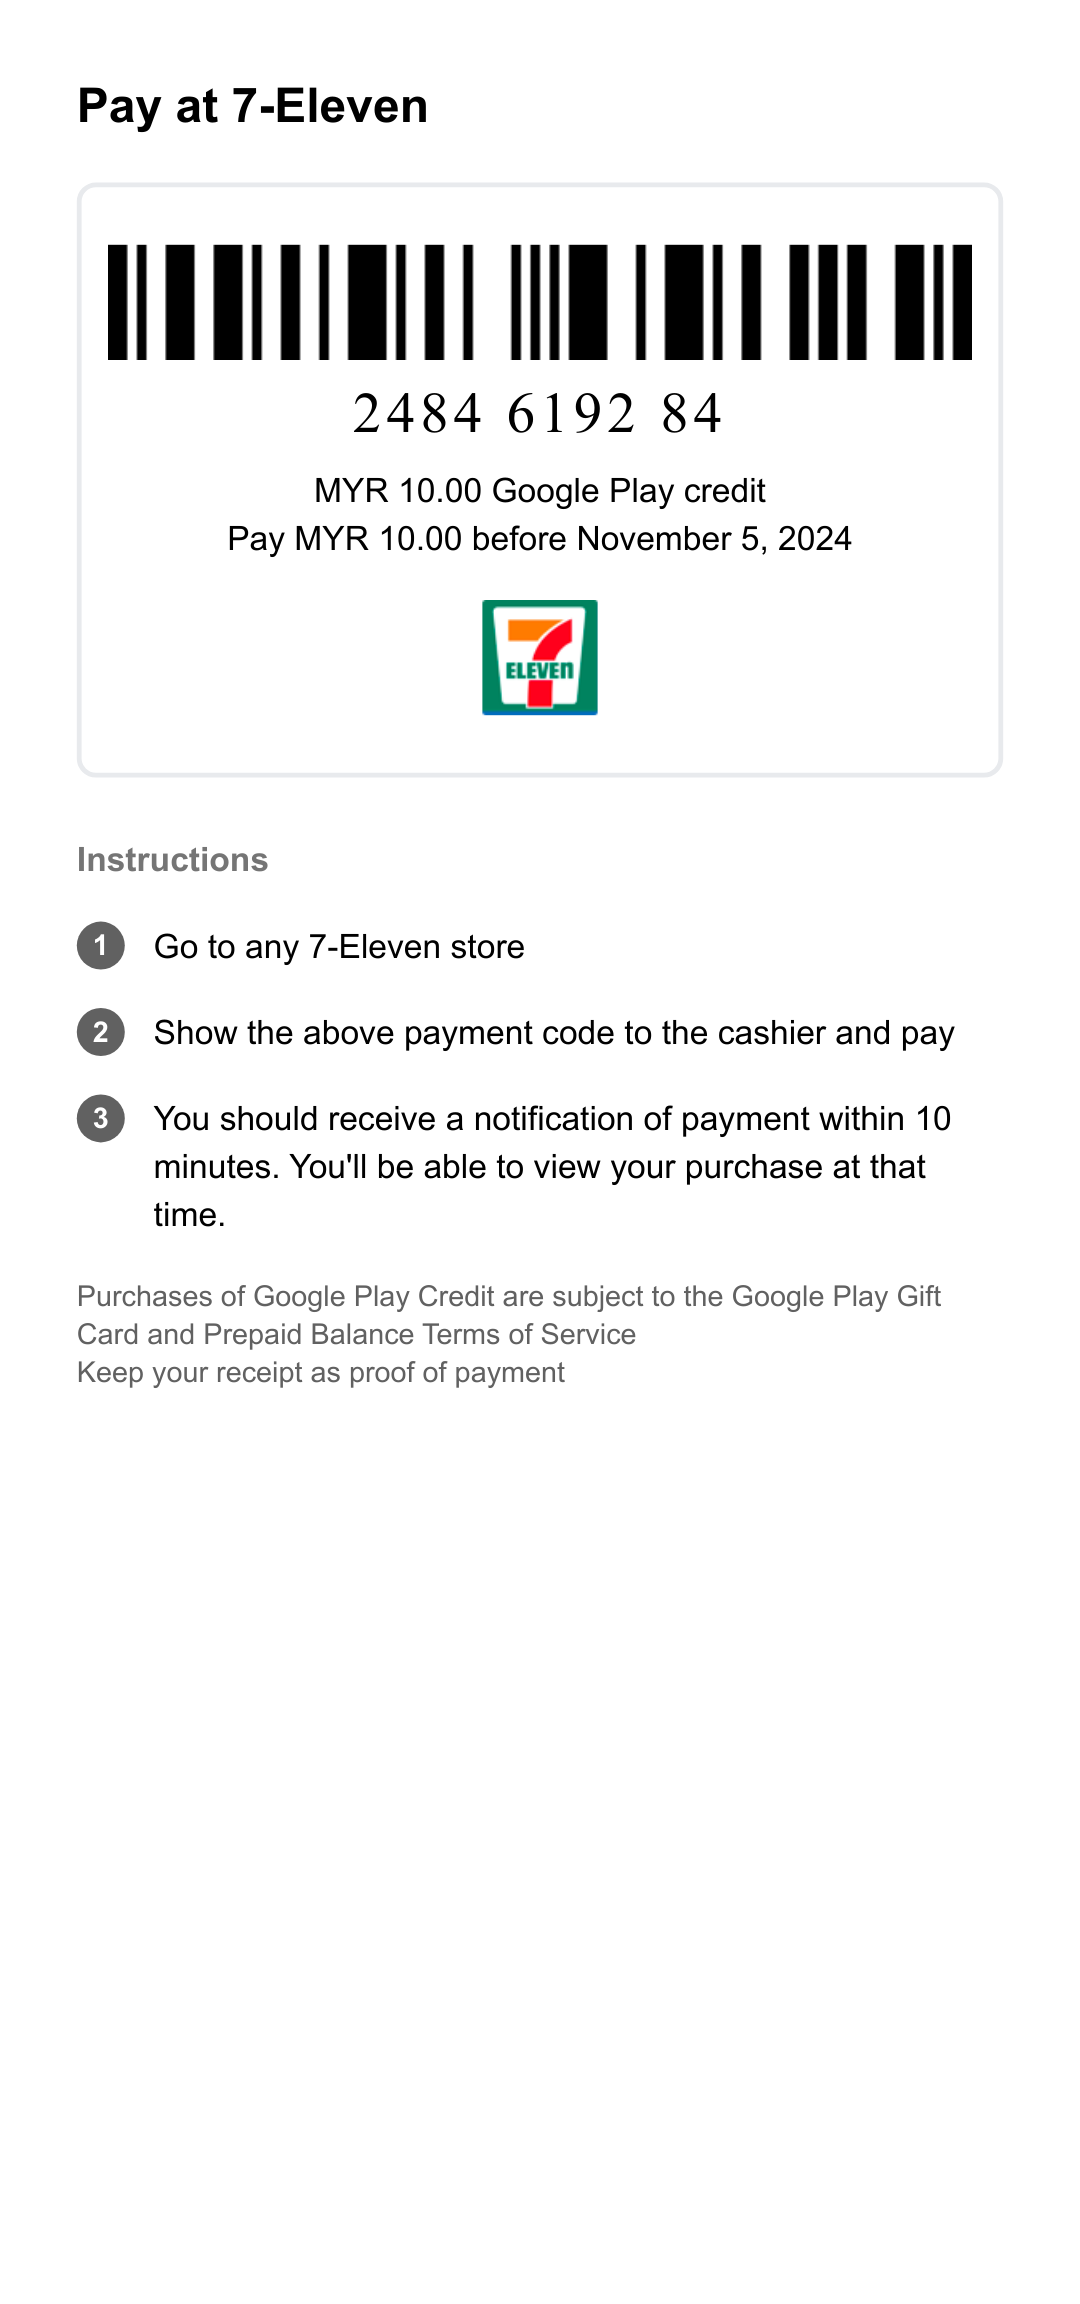 Pay at 7-Eleven
2484 6192 84
MYR 10.00 Google Play credit
Pay MYR 10.00 before November 5, 2024
7
ELEVEn
Instructions
1 Go to any 7-Eleven store
2 Show the above payment code to the cashier and pay
3 You should receive a notification of payment within 10
minutes. You'll be able to view your purchase at that
time.
Purchases of Google Play Credit are subject to the Google Play Gift
Card and Prepaid Balance Terms of Service
Keep your receipt as proof of payment